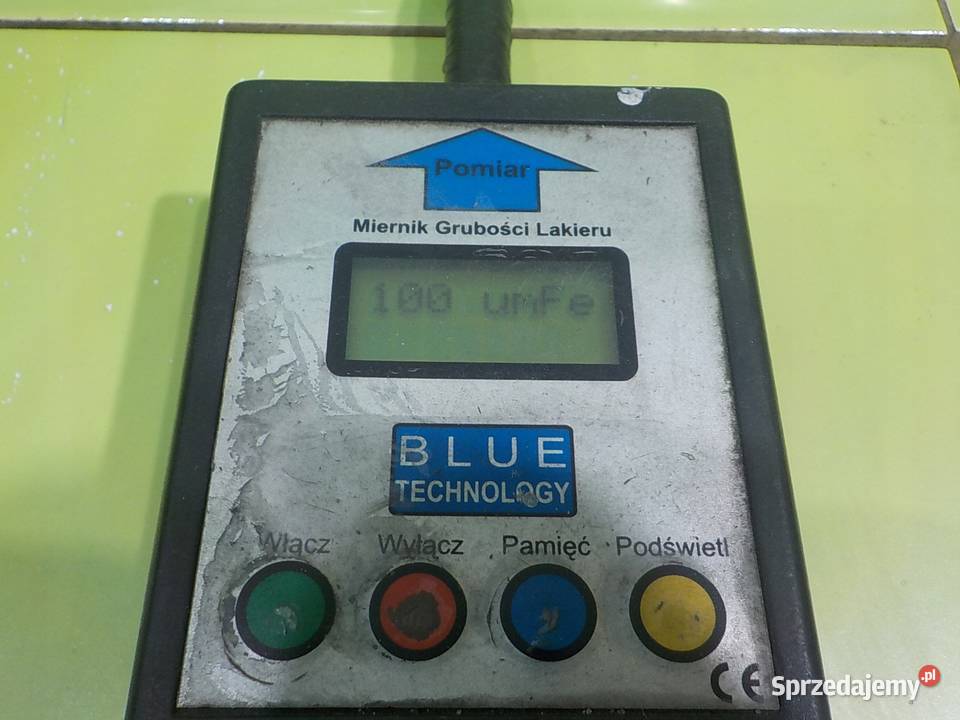 Pomiar
Miernik Grubości Lakieru
100 umFe
BLUE
TECHNOLOGY
Włącz Wyłącz Pamięć Podświetl
CE
Sprzedajemy.pl